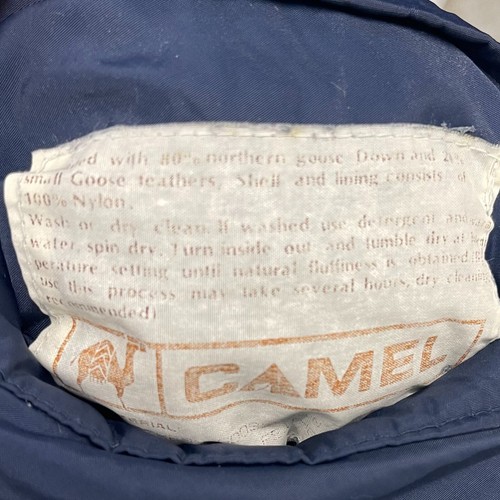 with 80% northern goose Down and
small Goose feathers. Shell and lining consists of
100% Nylon.
Wash or dry clean. If washed use detergent and
water, spin dry. Turn inside out and tumble dry at
perature setting until natural fluffiness is obtained.
use this process may take several hours, dry cleaning
recommended)
CAMEL